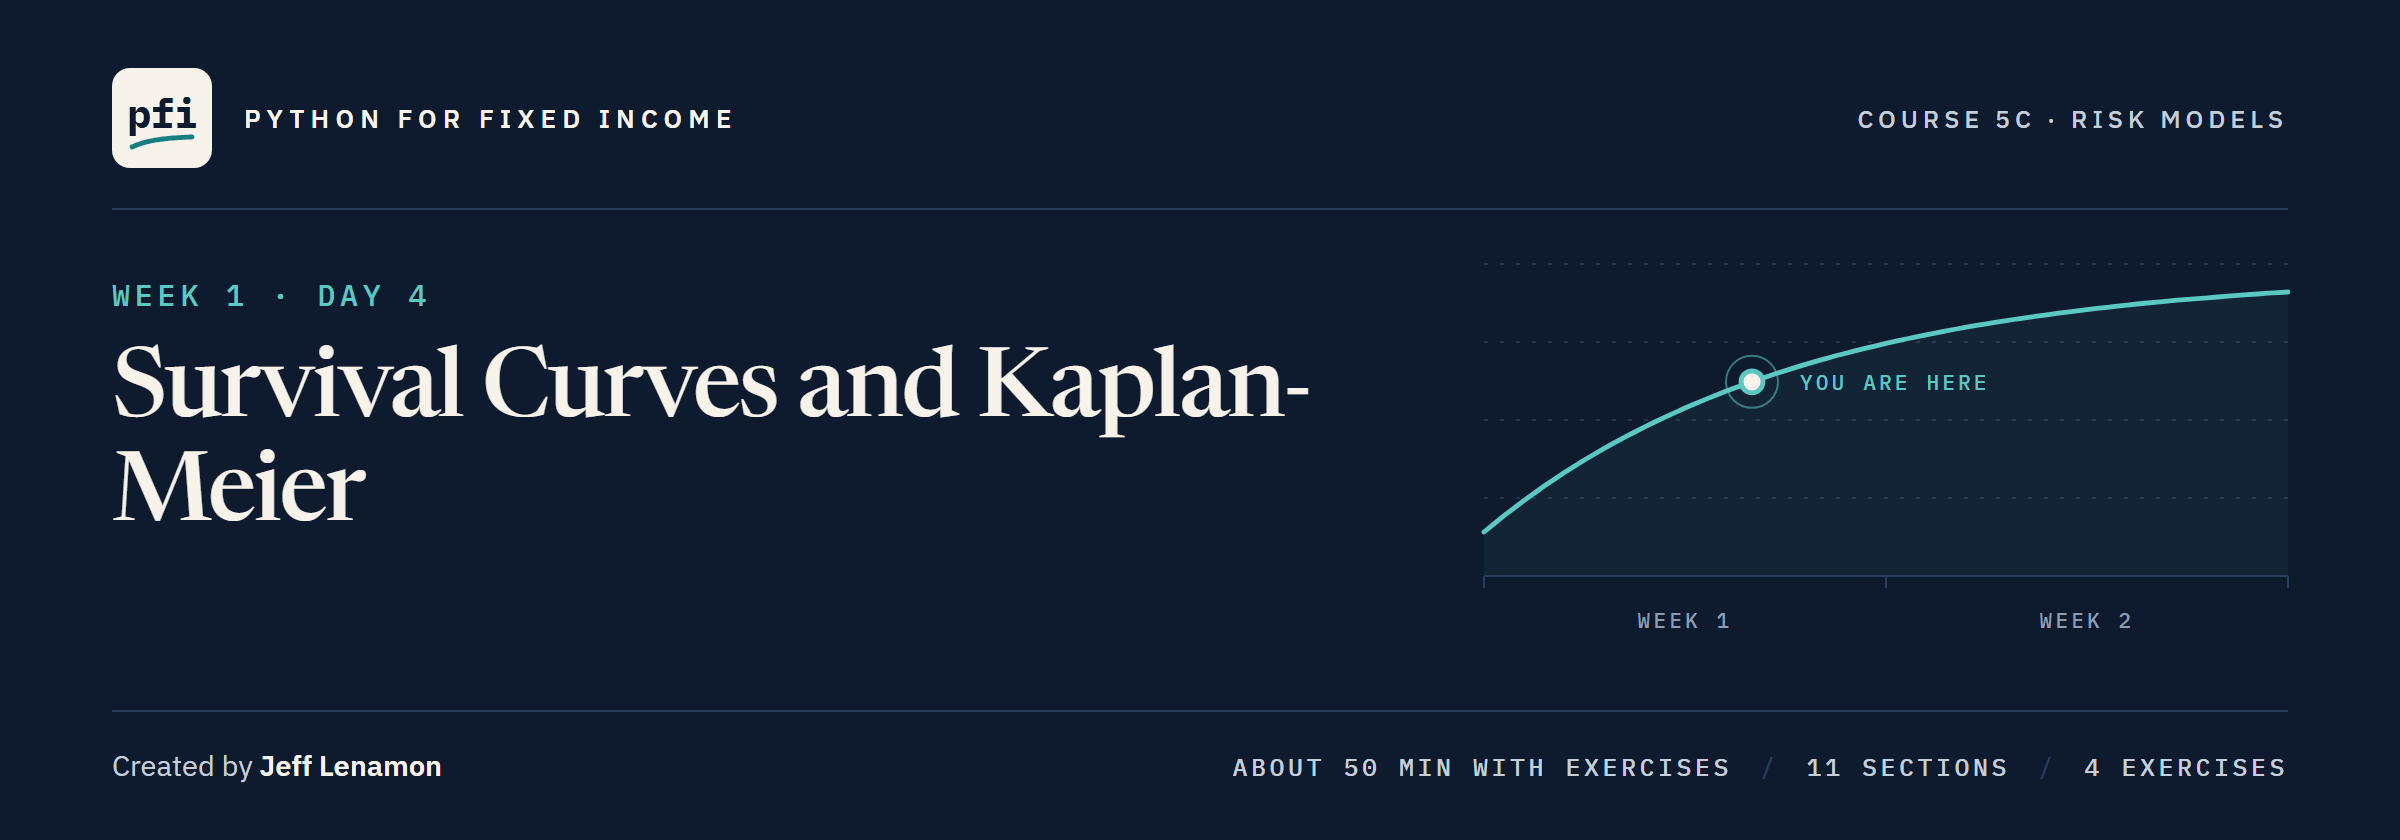 pfi
PYTHON FOR FIXED INCOME
COURSE 5C · RISK MODELS
WEEK 1 · DAY 4
Survival Curves and Kaplan-
Meier
YOU ARE HERE
WEEK 1
WEEK 2
Created by Jeff Lenamon
ABOUT 50 MIN WITH EXERCISES / 11 SECTIONS / 4 EXERCISES